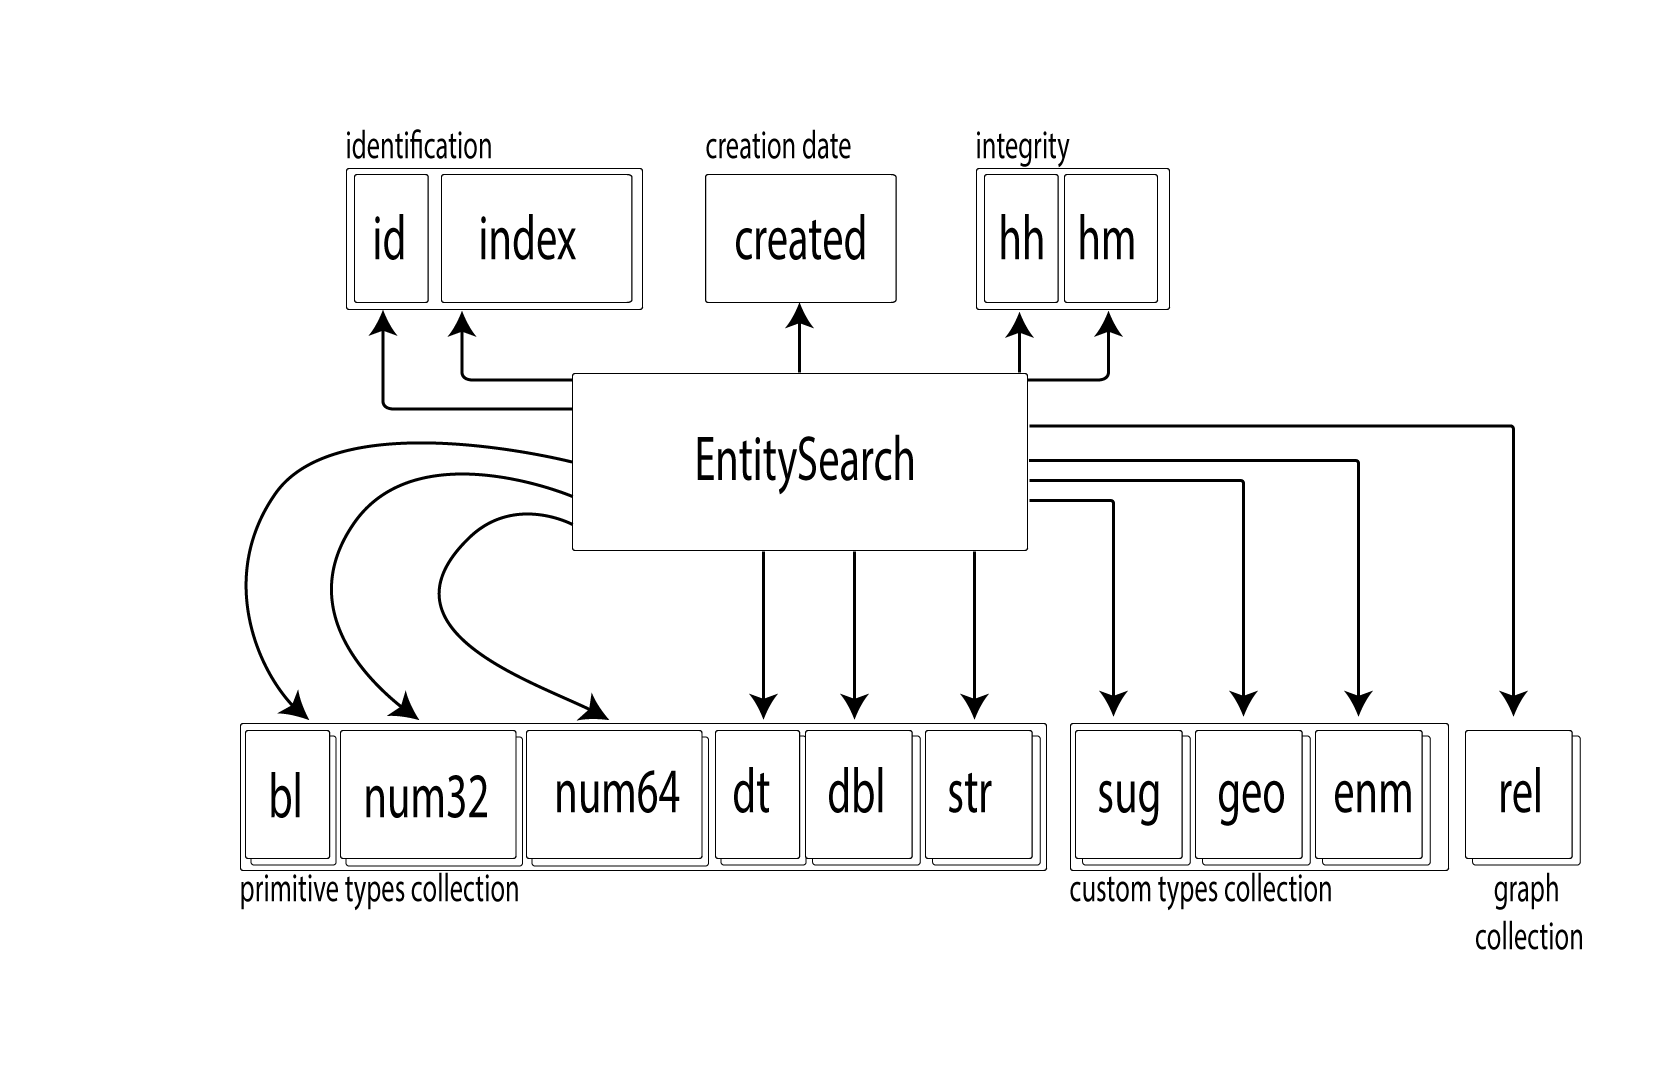 identification
creation date
integrity
id
index
created
hh
hm
EntitySearch
bl
num32
num64
dt
dbl
str
sug
geo
enm
rel
primitive types collection
custom types collection
graph
collection